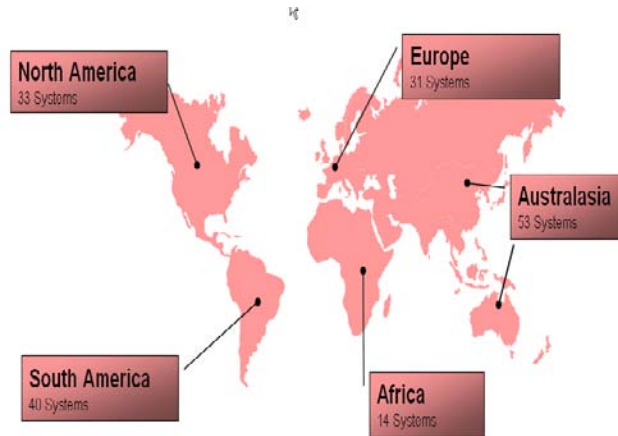 North America
33 Systems
Europe
31 Systems
Australasia
53 Systems
South America
40 Systems
Africa
14 Systems